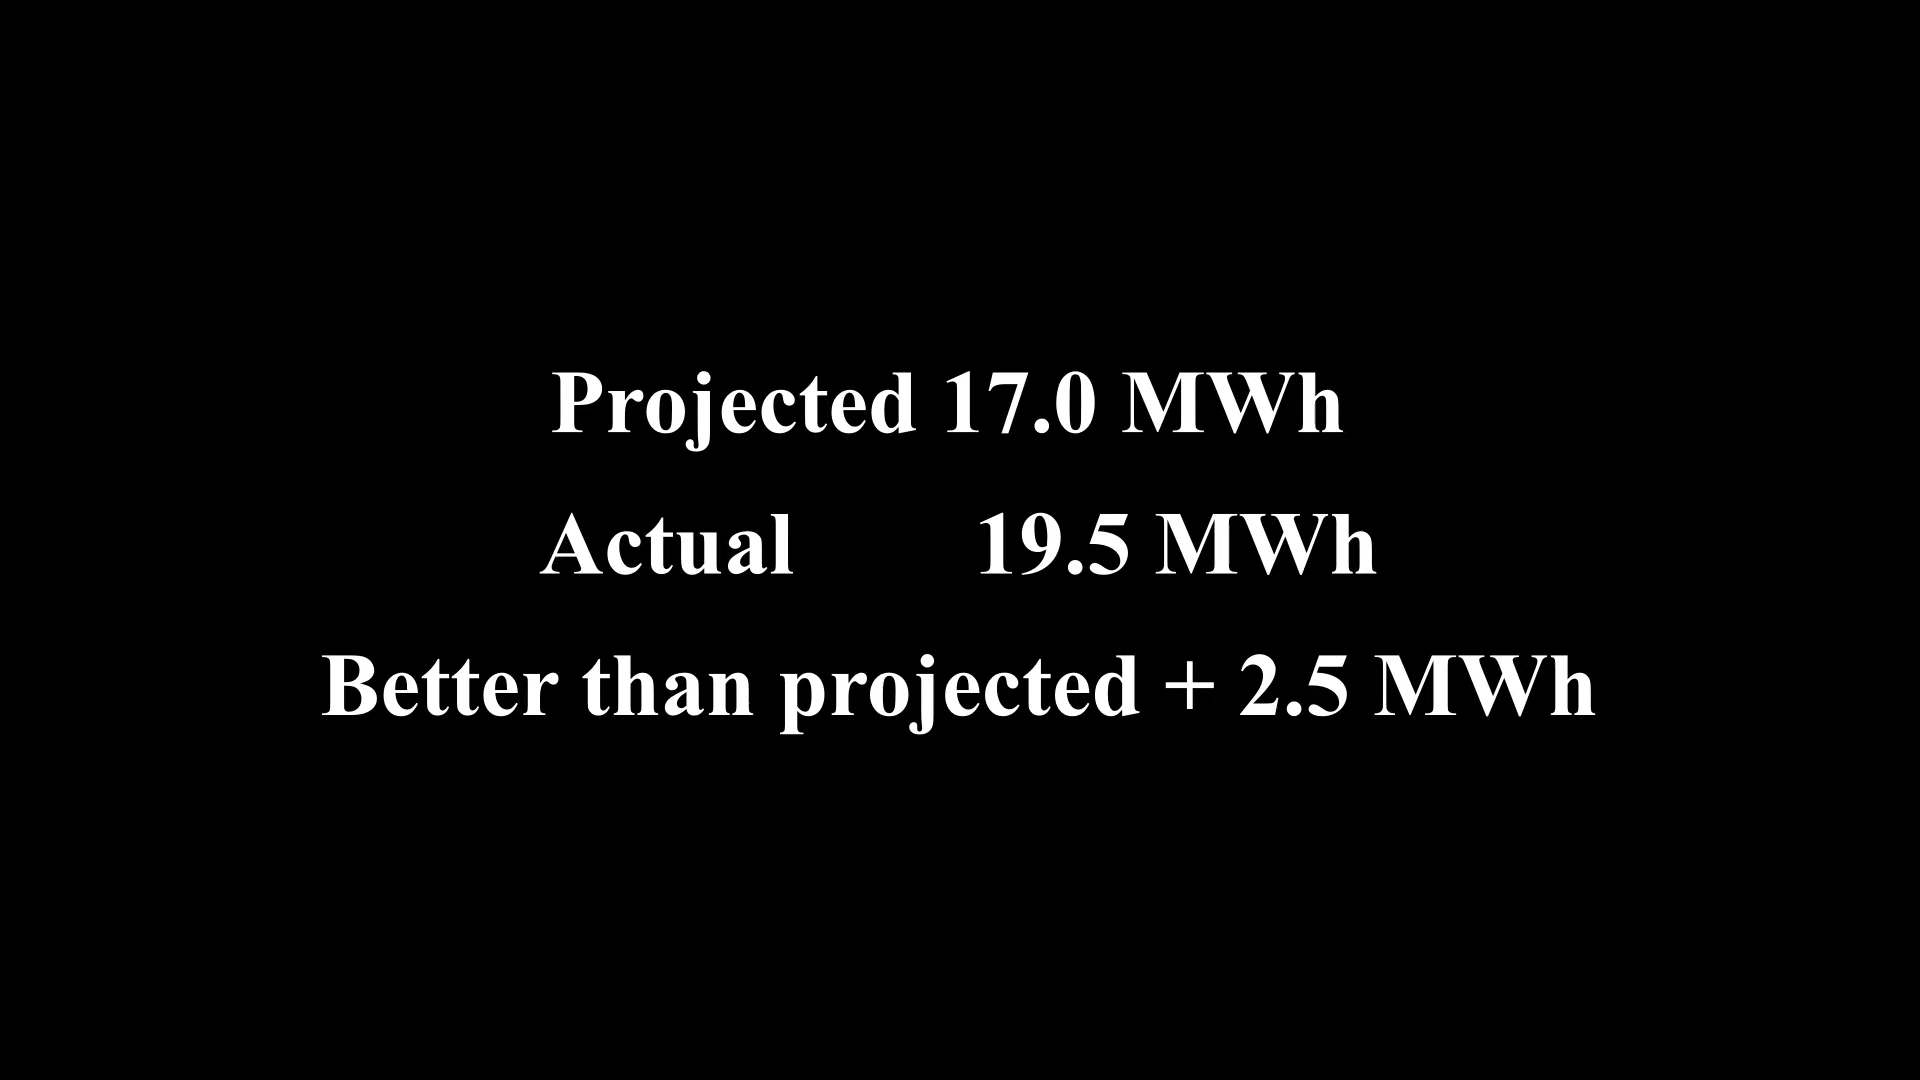 Projected 17.0 MWh
Actual 19.5 MWh
Better than projected + 2.5 MWh